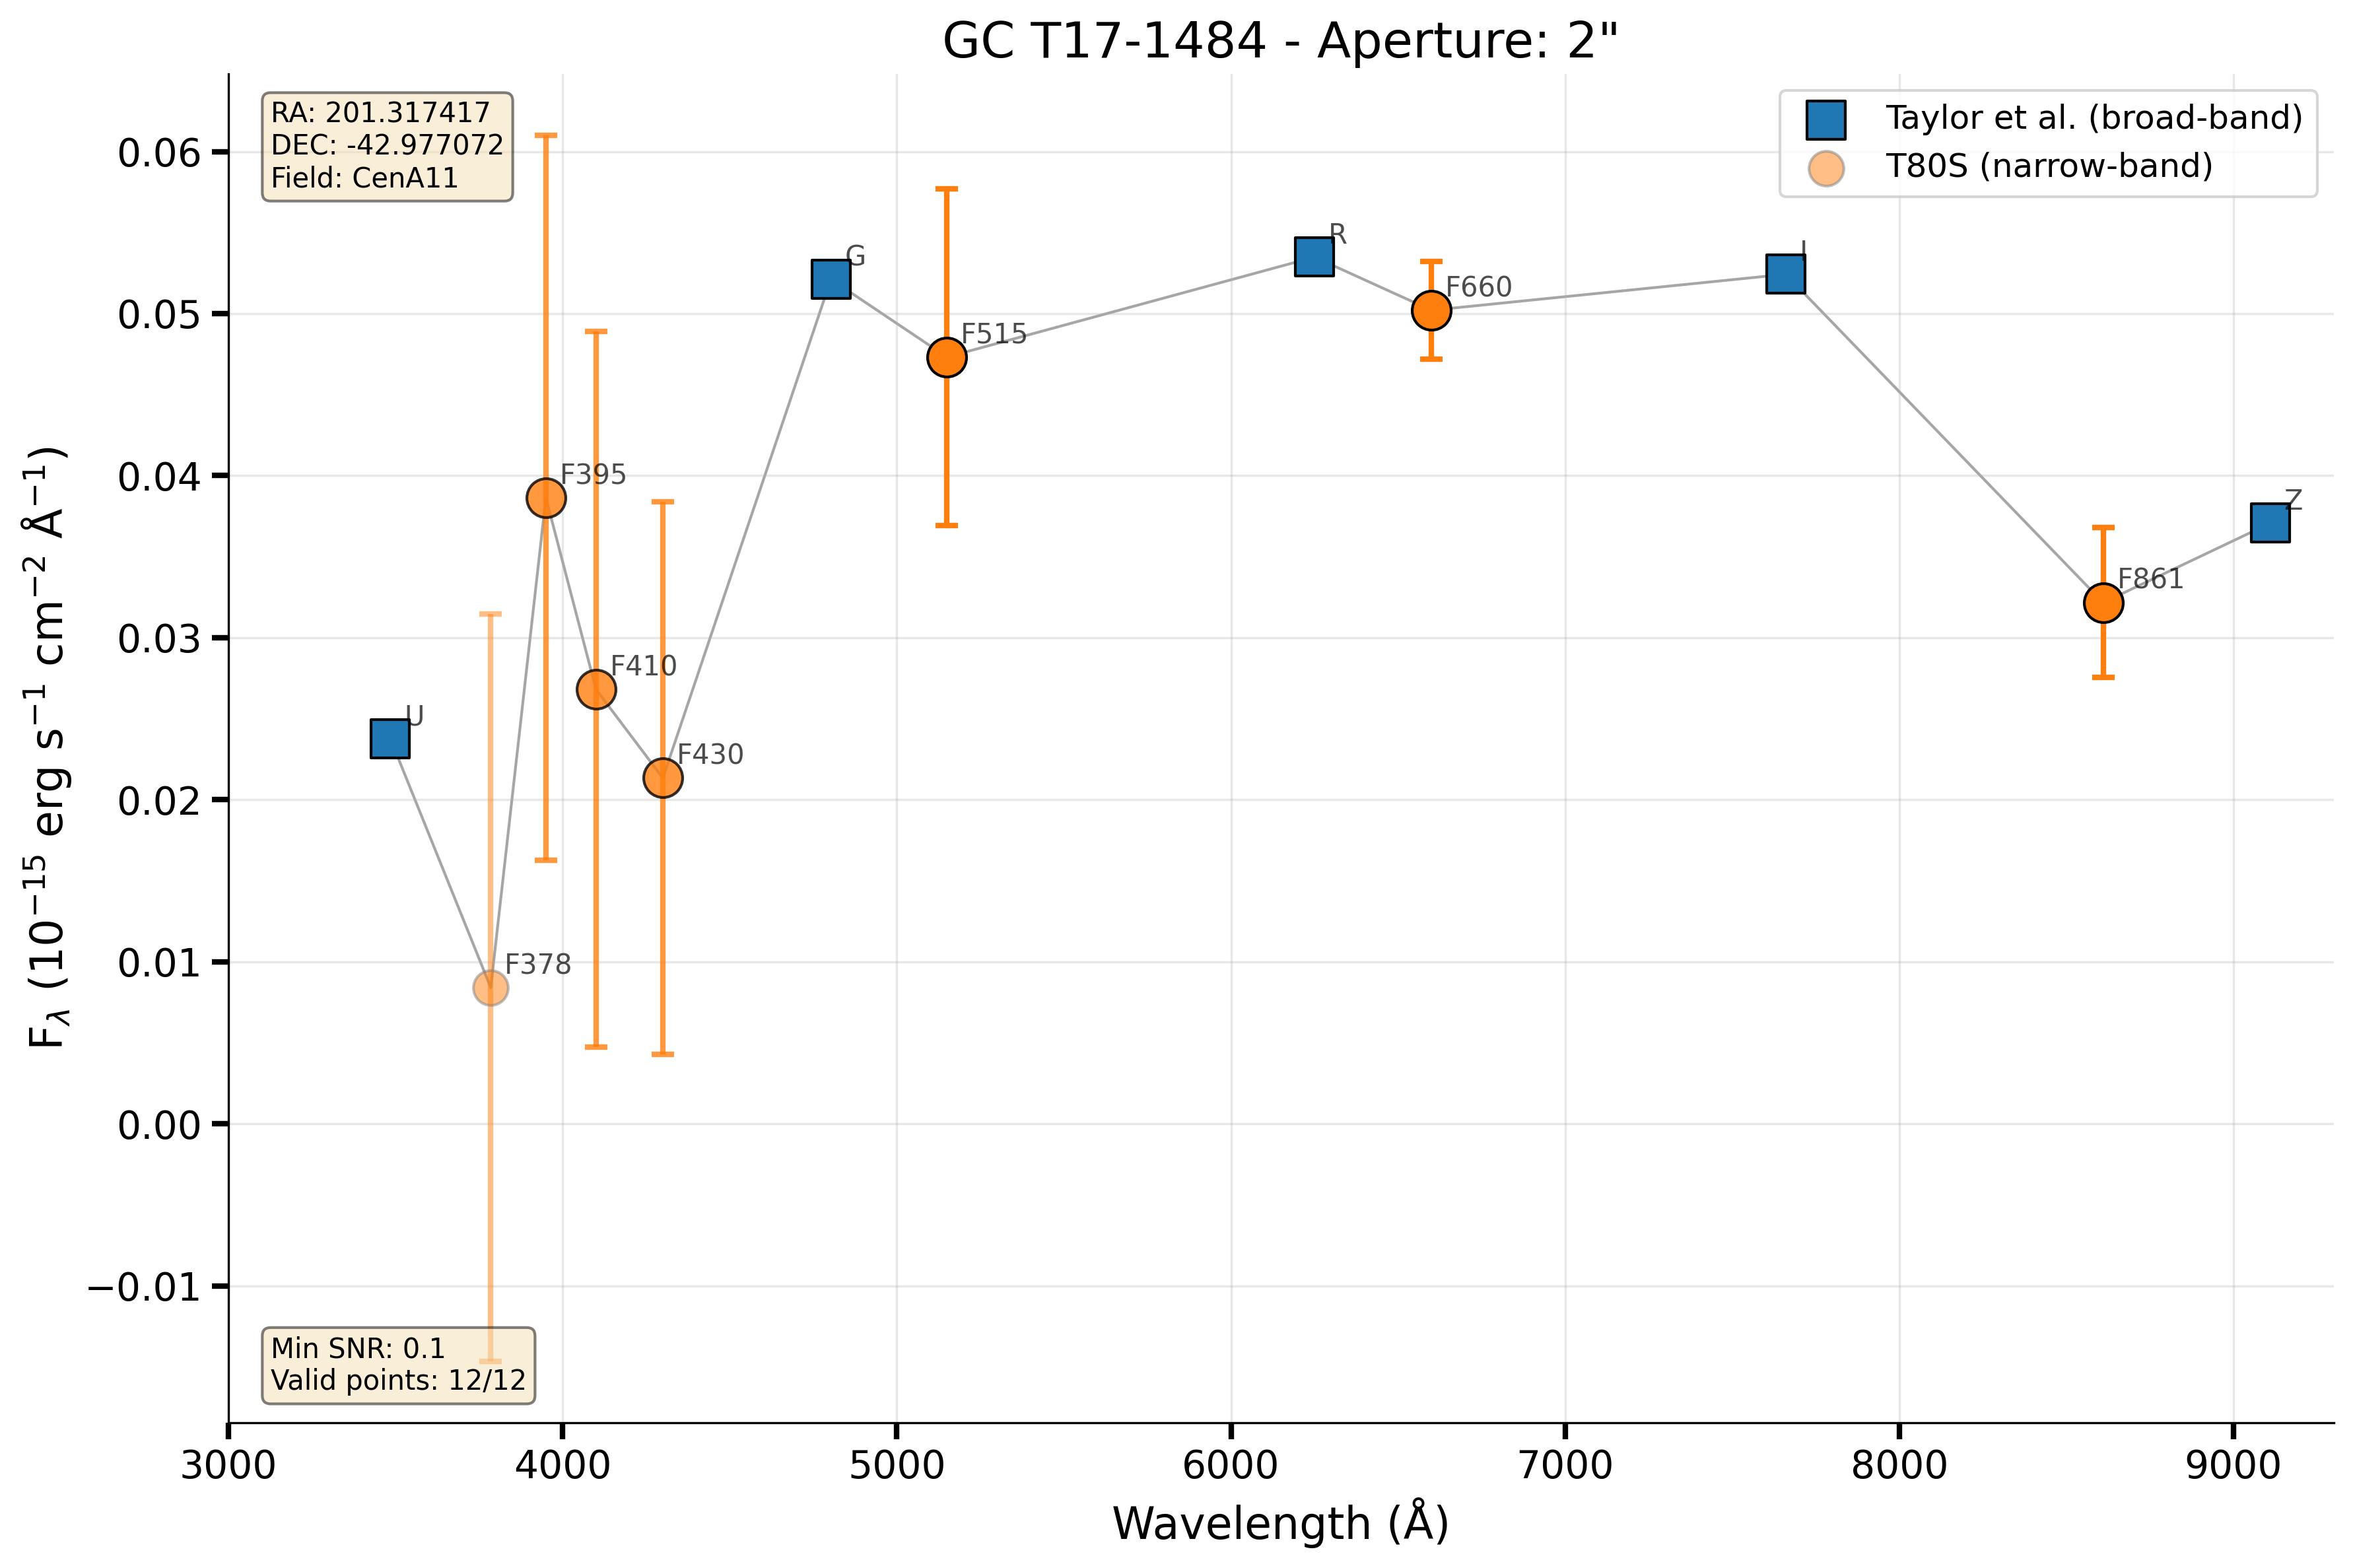 GC T17-1484 - Aperture: 2"
RA: 201.317417
DEC: -42.977072
Field: CenA11
Taylor et al. (broad-band)
T80S (narrow-band)
F_λ (10⁻¹⁵ erg s⁻¹ cm⁻² Å⁻¹)
0.06
0.05
0.04
0.03
0.02
0.01
0.00
−0.01
U
F378
F395
F410
F430
G
F515
R
F660
I
F861
Z
Min SNR: 0.1
Valid points: 12/12
3000 4000 5000 6000 7000 8000 9000
Wavelength (Å)